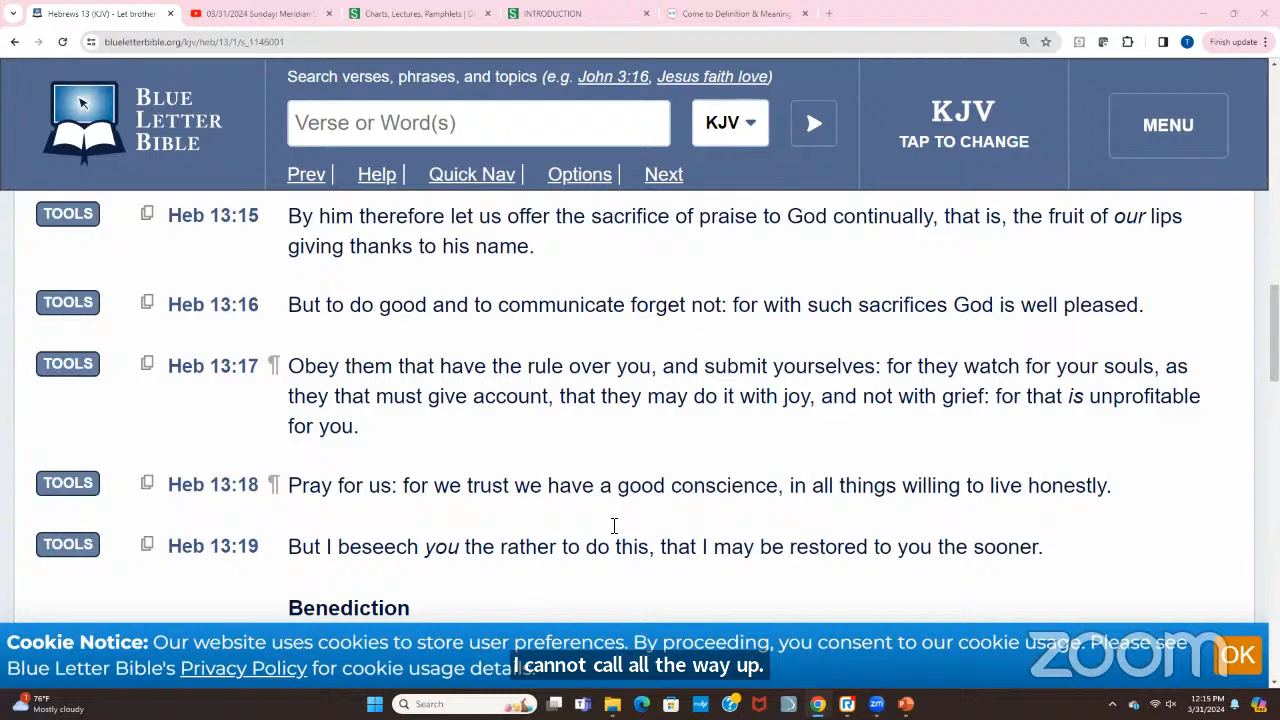 Hebrews 13 (KJV) - Let brother
03/31/2024 Sunday: Meridian
Charts, Lectures, Pamphlets | D
INTRODUCTION
Come to Definition & Meaning
blueletterbible.org/kjv/heb/13/1/s_1146001
T
Finish update
BLUE
LETTER
BIBLE
Search verses, phrases, and topics (e.g. John 3:16, Jesus faith love)
Verse or Word(s)
KJV
Prev | Help | Quick Nav | Options | Next
KJV
TAP TO CHANGE
MENU
TOOLS Heb 13:15 By him therefore let us offer the sacrifice of praise to God continually, that is, the fruit of our lips
giving thanks to his name.
TOOLS Heb 13:16 But to do good and to communicate forget not: for with such sacrifices God is well pleased.
TOOLS Heb 13:17 ¶ Obey them that have the rule over you, and submit yourselves: for they watch for your souls, as
they that must give account, that they may do it with joy, and not with grief: for that is unprofitable
for you.
TOOLS Heb 13:18 ¶ Pray for us: for we trust we have a good conscience, in all things willing to live honestly.
TOOLS Heb 13:19 But I beseech you the rather to do this, that I may be restored to you the sooner.
Benediction
Cookie Notice: Our website uses cookies to store user preferences. By proceeding, you consent to our cookie usage. Please see
Blue Letter Bible's Privacy Policy for cookie usage details.
I cannot call all the way up.
OK
zoom
76°F
Mostly cloudy
Search
12:15 PM
3/31/2024